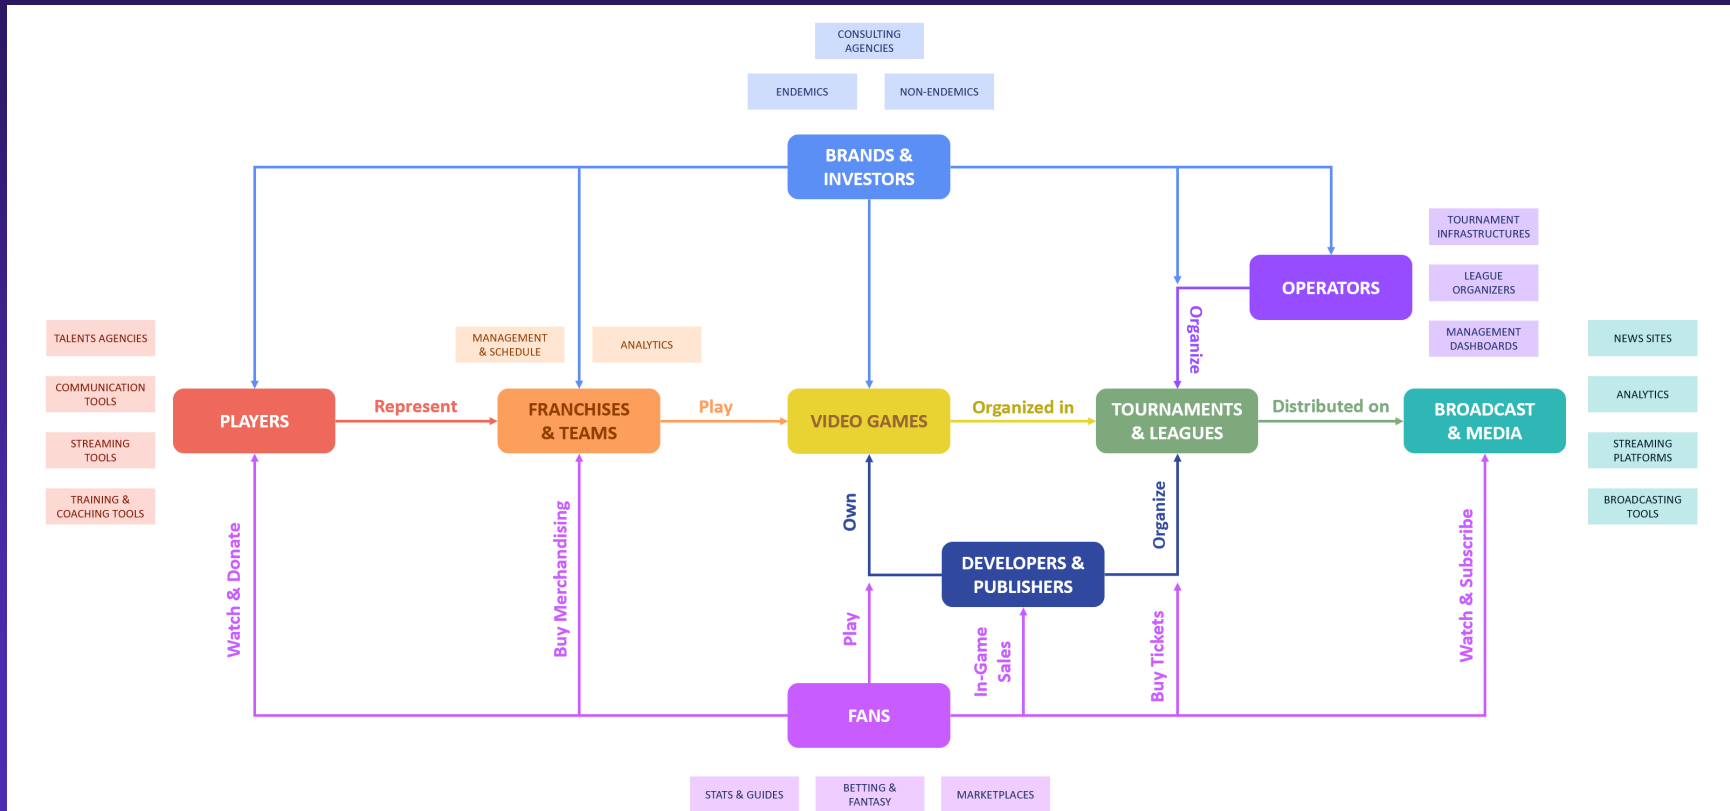 CONSULTING
AGENCIES
ENDEMICS
NON-ENDEMICS
BRANDS &
INVESTORS
TOURNAMENT
INFRASTRUCTURES
OPERATORS
LEAGUE
ORGANIZERS
MANAGEMENT
DASHBOARDS
Organize
TALENTS AGENCIES
COMMUNICATION
TOOLS
STREAMING
TOOLS
TRAINING &
COACHING TOOLS
MANAGEMENT
& SCHEDULE
ANALYTICS
NEWS SITES
ANALYTICS
STREAMING
PLATFORMS
BROADCASTING
TOOLS
PLAYERS
Represent
FRANCHISES
& TEAMS
Play
VIDEO GAMES
Organized in
TOURNAMENTS
& LEAGUES
Distributed on
BROADCAST
& MEDIA
Own
Organize
DEVELOPERS &
PUBLISHERS
Watch & Donate
Buy Merchandising
Play
In-Game
Sales
Buy Tickets
Watch & Subscribe
FANS
STATS & GUIDES
BETTING &
FANTASY
MARKETPLACES